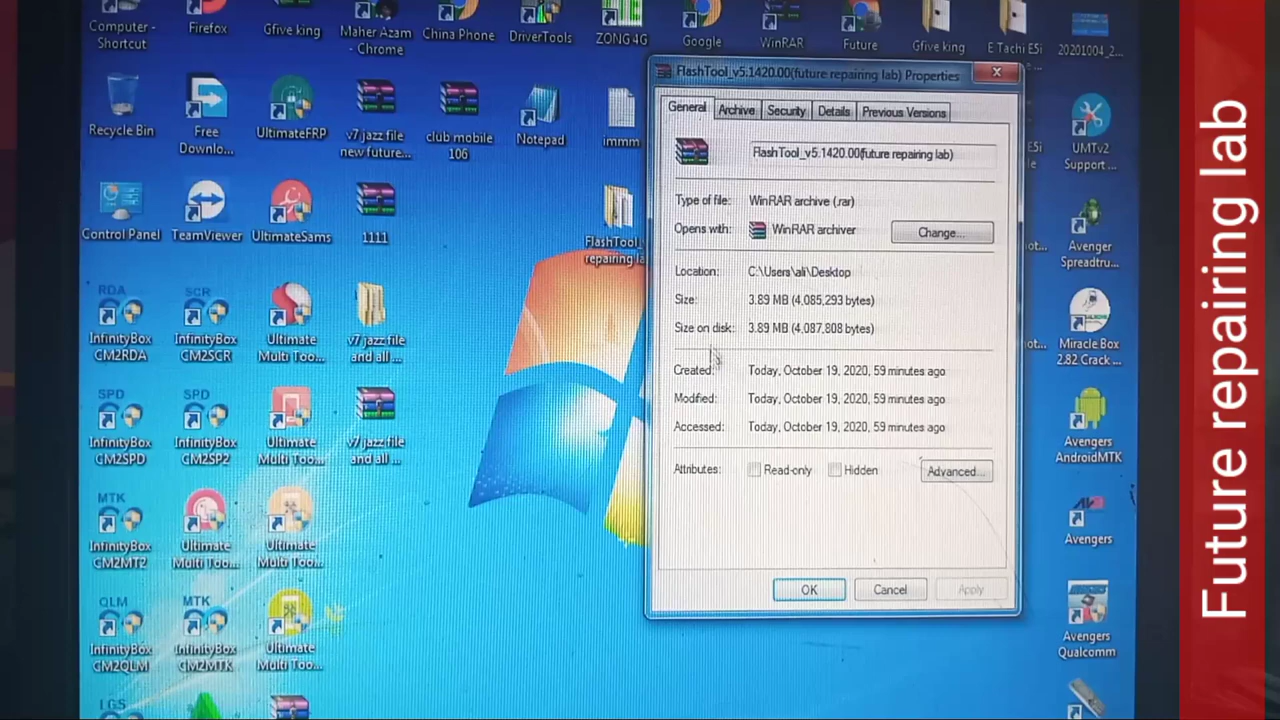 Computer -
Shortcut
Firefox
Gfive king
Maher Azam
- Chrome
China Phone
DriverTools
ZONG 4G
Google
WinRAR
Future
Gfive king
E Tachi E5i
20201004_2...
Recycle Bin
Free
Downlo...
UltimateFRP
v7 jazz file
new future...
club mobile
106
Notepad
immm
UMTv2
Support ...
Control Panel
TeamViewer
UltimateSams
1111
FlashTool_
repairing la
Avenger
Spreadtru...
RDA
InfinityBox
CM2RDA
SCR
InfinityBox
CM2SCR
Ultimate
Multi Too...
v7 jazz file
and all ...
Miracle Box
2.82 Crack ...
SPD
InfinityBox
CM2SPD
SPD
InfinityBox
CM2SP2
Ultimate
Multi Too...
v7 jazz file
and all ...
Avengers
AndroidMTK
MTK
InfinityBox
CM2MT2
Ultimate
Multi Too...
Ultimate
Multi Too...
Avengers
QLM
InfinityBox
CM2QLM
MTK
InfinityBox
CM2MTK
Ultimate
Multi Too...
Avengers
Qualcomm
LGS
FlashTool_v5.1420.00(future repairing lab) Properties
General Archive Security Details Previous Versions
FlashTool_v5.1420.00(future repairing lab)
Type of file: WinRAR archive (.rar)
Opens with: WinRAR archiver Change...
Location: C:\Users\ali\Desktop
Size: 3.89 MB (4,085,293 bytes)
Size on disk: 3.89 MB (4,087,808 bytes)
Created: Today, October 19, 2020, 59 minutes ago
Modified: Today, October 19, 2020, 59 minutes ago
Accessed: Today, October 19, 2020, 59 minutes ago
Attributes: Read-only Hidden Advanced...
OK Cancel Apply
Future repairing lab